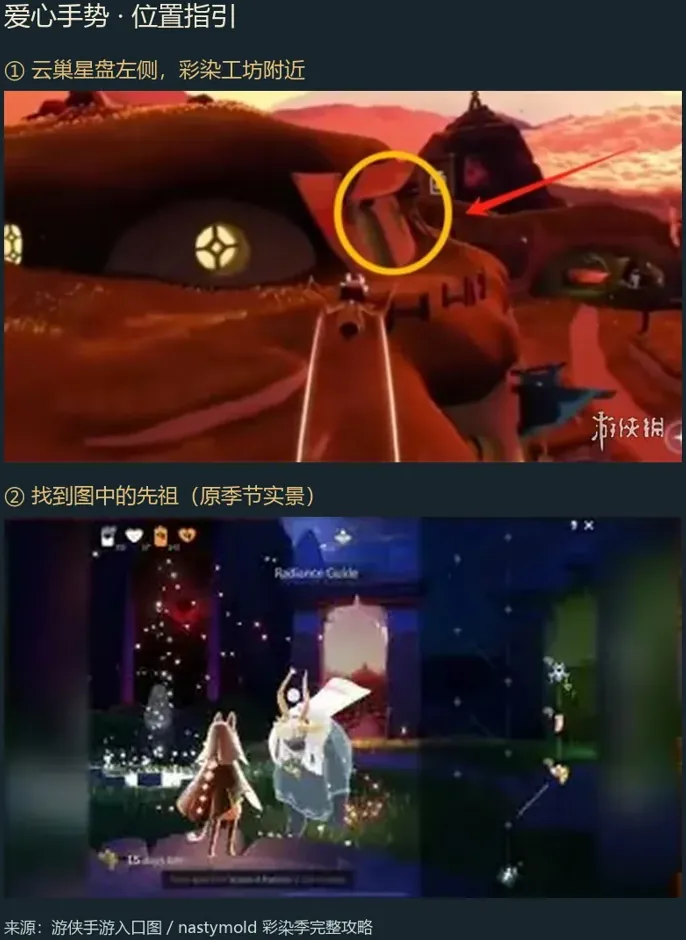 爱心手势 · 位置指引
① 云巢星盘左侧，彩染工坊附近
游侠網
② 找到图中的先祖（原季节实景）
Radiance Guide
15 days
来源：游侠手游入口图 / nastymold 彩染季完整攻略